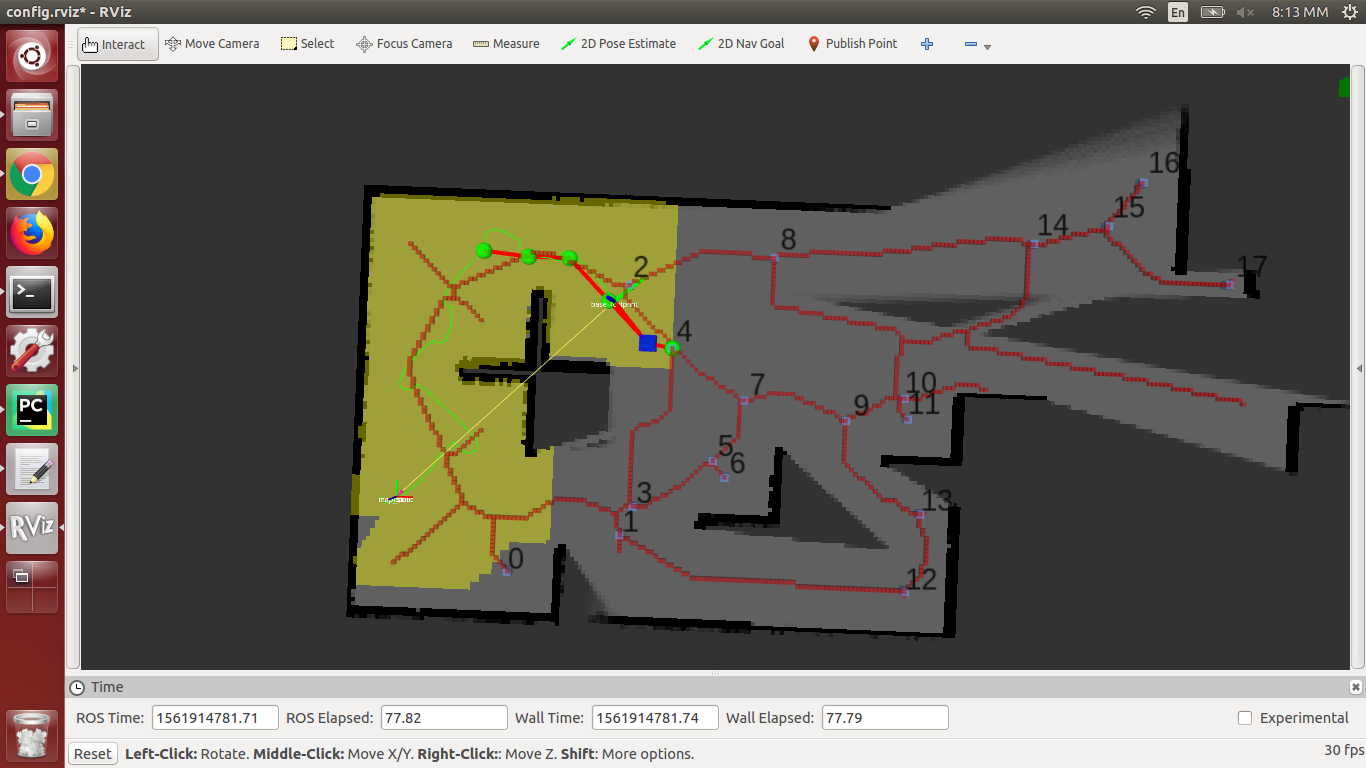 config.rviz* - RViz
En
8:13 MM
Interact
Move Camera
Select
Focus Camera
Measure
2D Pose Estimate
2D Nav Goal
Publish Point
16
15
14
8
17
2
4
10
7
11
9
5
6
3
13
1
0
12
PC
RViz
Time
ROS Time: 1561914781.71 ROS Elapsed: 77.82 Wall Time: 1561914781.74 Wall Elapsed: 77.79 Experimental
Reset Left-Click: Rotate. Middle-Click: Move X/Y. Right-Click:: Move Z. Shift: More options. 30 fps